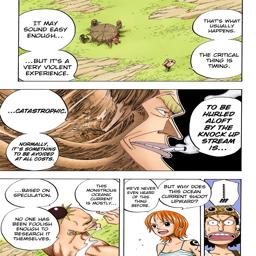 THAT'S WHAT
USUALLY
HAPPENS.
THE CRITICAL
THING IS
TIMING.
IT MAY
SOUND EASY
ENOUGH...
...BUT IT'S A
VERY VIOLENT
EXPERIENCE.
TO BE
HURLED
ALOFT
BY THE
KNOCK UP
STREAM
IS...
...CATASTROPHIC.
NORMALLY,
IT'S SOMETHING
TO BE AVOIDED
AT ALL COSTS.
!!!
BUT WHY
DOES THIS
OCEAN
CURRENT SHOOT
UPWARD?
WE'VE NEVER
EVEN HEARD
OF THIS
THING
BEFORE.
THIS
MONSTROUS
OCEANIC
CURRENT IS
MOSTLY...
...BASED ON
SPECULATION.
NO ONE HAS
BEEN FOOLISH
ENOUGH TO
RESEARCH IT
THEMSELVES.